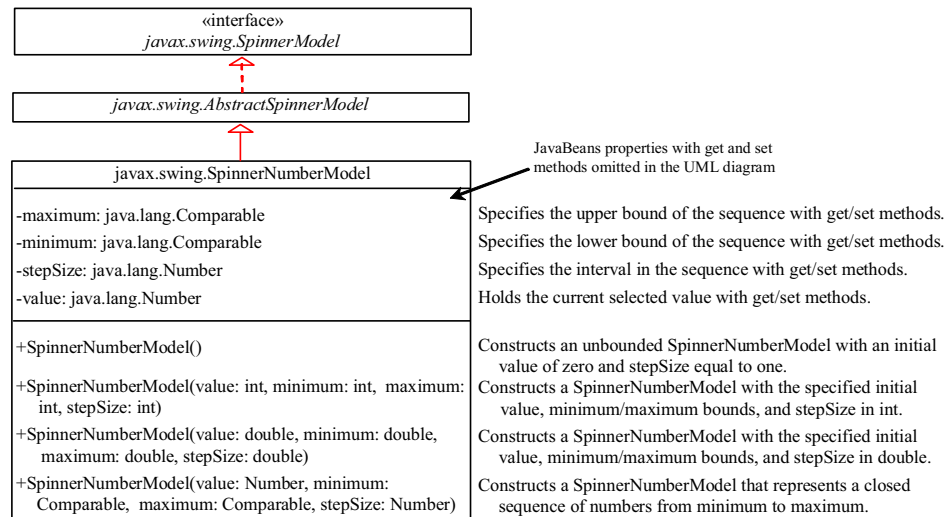 «interface»
javax.swing.SpinnerModel
javax.swing.AbstractSpinnerModel
JavaBeans properties with get and set
methods omitted in the UML diagram
javax.swing.SpinnerNumberModel
-maximum: java.lang.Comparable
Specifies the upper bound of the sequence with get/set methods.
-minimum: java.lang.Comparable
Specifies the lower bound of the sequence with get/set methods.
-stepSize: java.lang.Number
Specifies the interval in the sequence with get/set methods.
-value: java.lang.Number
Holds the current selected value with get/set methods.
+SpinnerNumberModel()
Constructs an unbounded SpinnerNumberModel with an initial
value of zero and stepSize equal to one.
+SpinnerNumberModel(value: int, minimum: int, maximum:
int, stepSize: int)
Constructs a SpinnerNumberModel with the specified initial
value, minimum/maximum bounds, and stepSize in int.
+SpinnerNumberModel(value: double, minimum: double,
maximum: double, stepSize: double)
Constructs a SpinnerNumberModel with the specified initial
value, minimum/maximum bounds, and stepSize in double.
+SpinnerNumberModel(value: Number, minimum:
Comparable, maximum: Comparable, stepSize: Number)
Constructs a SpinnerNumberModel that represents a closed
sequence of numbers from minimum to maximum.